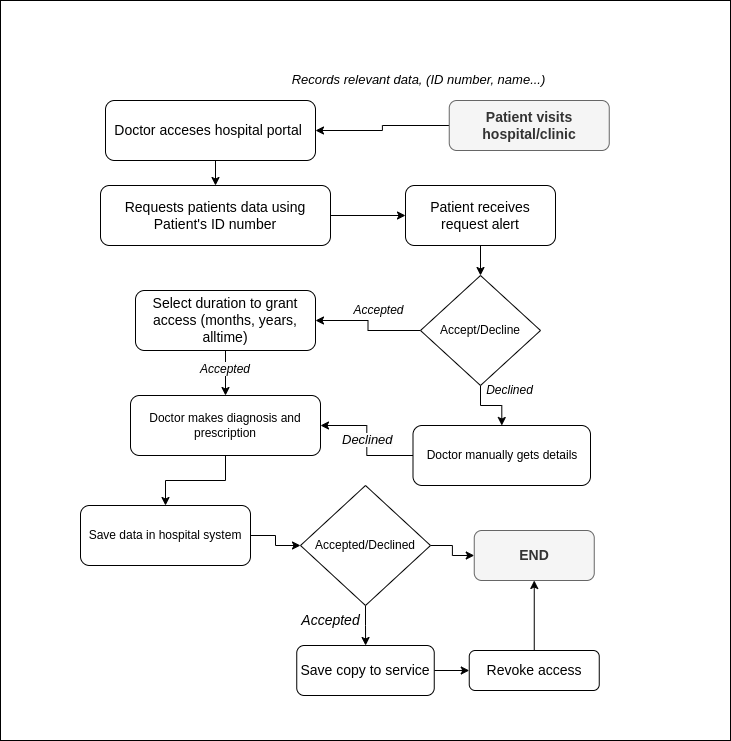 Records relevant data, (ID number, name...)
Patient visits
hospital/clinic
Doctor acceses hospital portal
Requests patients data using
Patient's ID number
Patient receives
request alert
Accept/Decline
Accepted
Select duration to grant
access (months, years,
alltime)
Accepted
Declined
Doctor manually gets details
Declined
Doctor makes diagnosis and
prescription
Save data in hospital system
Accepted/Declined
END
Accepted
Save copy to service
Revoke access